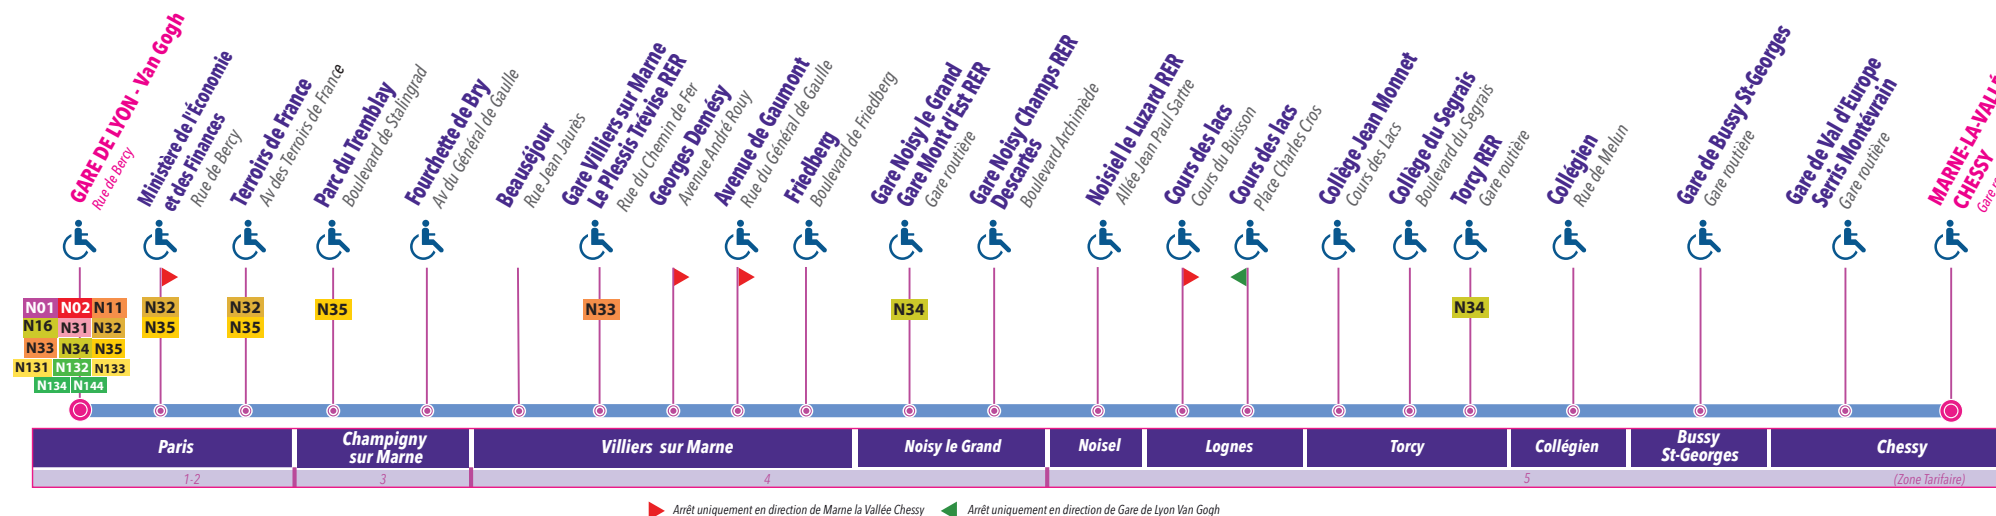 GARE DE LYON - Van Gogh
Rue de Bercy
Ministère de l'Économie
et des Finances
Rue de Bercy
Terroirs de France
Av des Terroirs de France
Parc du Tremblay
Boulevard de Stalingrad
Fourchette de Bry
Av du Général de Gaulle
Beauséjour
Rue Jean Jaurès
Gare Villiers sur Marne
Le Plessis Trévise RER
Rue du Chemin de Fer
Georges Demésy
Avenue André Rouy
Avenue de Gaumont
Rue du Général de Gaulle
Friedberg
Boulevard de Friedberg
Gare Noisy le Grand
Gare Mont d'Est RER
Gare routière
Gare Noisy Champs RER
Descartes
Boulevard Archimède
Noisiel le Luzard RER
Allée Jean Paul Sartre
Cours des lacs
Cours du Buisson
Cours des lacs
Place Charles Cros
Collège Jean Monnet
Cours des Lacs
Collège du Segrais
Boulevard du Segrais
Torcy RER
Gare routière
Collégien
Rue de Melun
Gare de Bussy St-Georges
Gare routière
Gare de Val d'Europe
Serris Montévrain
Gare routière
MARNE-LA-VALLÉ
CHESSY
Gare
N01 N02 N11
N16 N31 N32
N33 N34 N35
N131 N132 N133
N134 N144
N32
N35
N32
N35
N35
N33
N34
N34
Paris
Champigny
sur Marne
Villiers sur Marne
Noisy le Grand
Noisel
Lognes
Torcy
Collégien
Bussy
St-Georges
Chessy
1-2
3
4
5
(Zone Tarifaire)
Arrêt uniquement en direction de Marne la Vallée Chessy
Arrêt uniquement en direction de Gare de Lyon Van Gogh